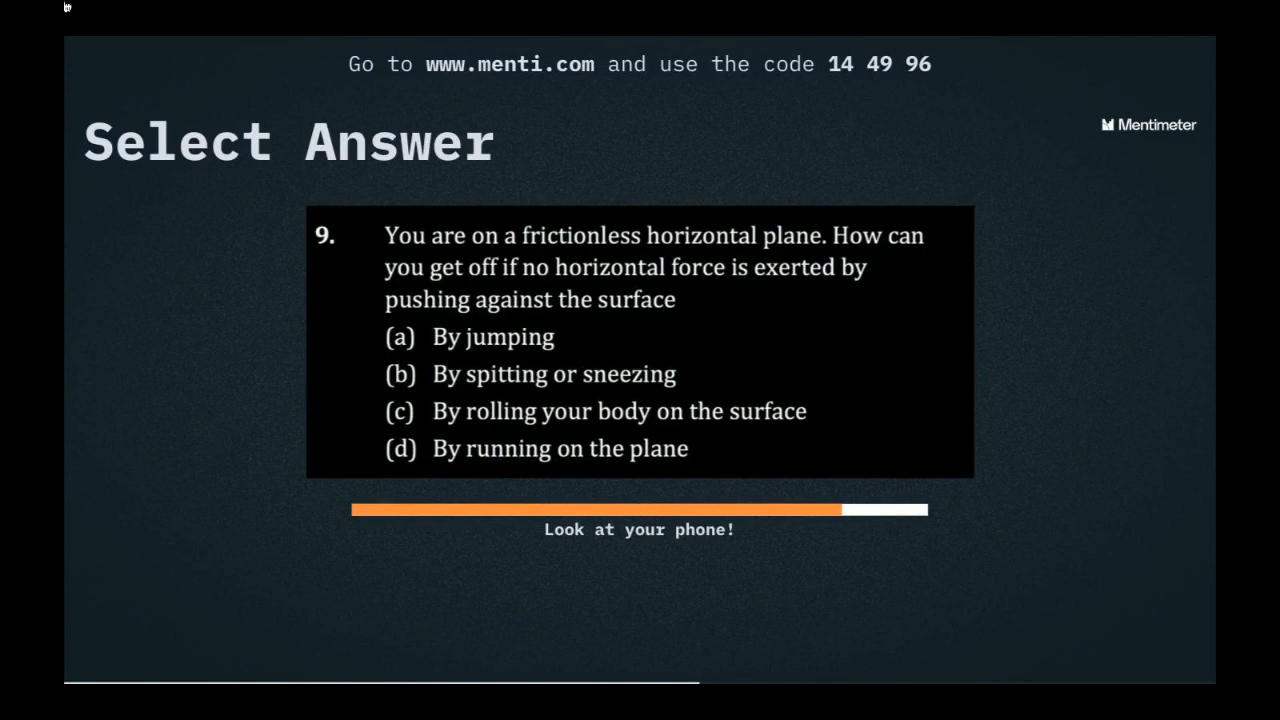 Go to www.menti.com and use the code 14 49 96
Select Answer
Mentimeter
9. You are on a frictionless horizontal plane. How can
you get off if no horizontal force is exerted by
pushing against the surface
(a) By jumping
(b) By spitting or sneezing
(c) By rolling your body on the surface
(d) By running on the plane
Look at your phone!